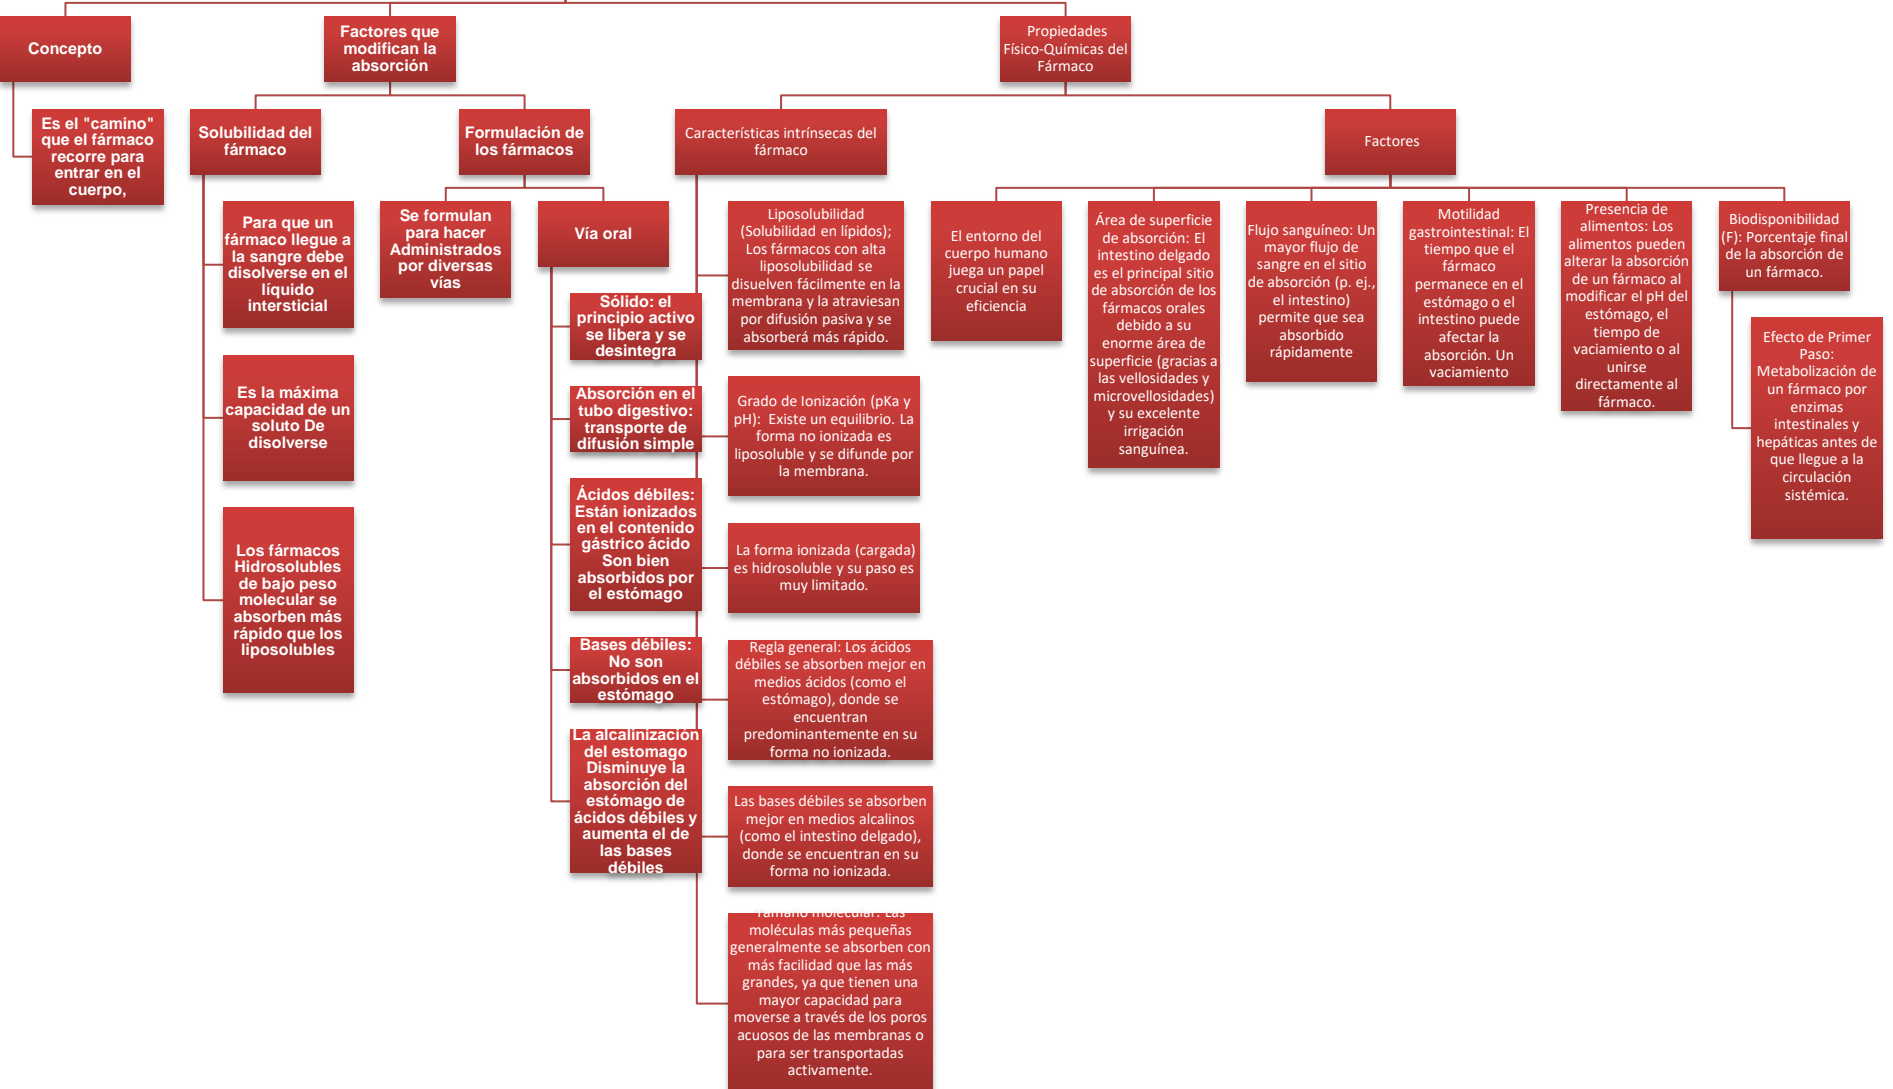 Concepto
Es el "camino"
que el fármaco
recorre para
entrar en el
cuerpo,
Factores que
modifican la
absorción
Solubilidad del
fármaco
Para que un
fármaco llegue a
la sangre debe
disolverse en el
líquido
intersticial
Es la máxima
capacidad de un
soluto De
disolverse
Los fármacos
Hidrosolubles
de bajo peso
molecular se
absorben más
rápido que los
liposolubles
Formulación de
los fármacos
Se formulan
para hacer
Administrados
por diversas
vías
Vía oral
Sólido: el
principio activo
se libera y se
desintegra
Absorción en el
tubo digestivo:
transporte de
difusión simple
Ácidos débiles:
Están ionizados
en el contenido
gástrico ácido
Son bien
absorbidos por
el estómago
Bases débiles:
No son
absorbidos en el
estómago
La alcalinización
del estomago
Disminuye la
absorción del
estómago de
ácidos débiles y
aumenta el de
las bases
débiles
Propiedades
Físico-Químicas del
Fármaco
Características intrínsecas del
fármaco
Liposolubilidad
(Solubilidad en lípidos);
Los fármacos con alta
liposolubilidad se
disuelven fácilmente en la
membrana y la atraviesan
por difusión pasiva y se
absorberá más rápido.
Grado de Ionización (pKa y
pH): Existe un equilibrio. La
forma no ionizada es
liposoluble y se difunde por
la membrana.
La forma ionizada (cargada)
es hidrosoluble y su paso es
muy limitado.
Regla general: Los ácidos
débiles se absorben mejor en
medios ácidos (como el
estómago), donde se
encuentran
predominantemente en su
forma no ionizada.
Las bases débiles se absorben
mejor en medios alcalinos
(como el intestino delgado),
donde se encuentran en su
forma no ionizada.
Tamaño molecular: Las
moléculas más pequeñas
generalmente se absorben con
más facilidad que las más
grandes, ya que tienen una
mayor capacidad para
moverse a través de los poros
acuosos de las membranas o
para ser transportadas
activamente.
Factores
El entorno del
cuerpo humano
juega un papel
crucial en su
eficiencia
Área de superficie
de absorción: El
intestino delgado
es el principal sitio
de absorción de los
fármacos orales
debido a su
enorme área de
superficie (gracias a
las vellosidades y
microvellosidades)
y su excelente
irrigación
sanguínea.
Flujo sanguíneo: Un
mayor flujo de
sangre en el sitio
de absorción (p. ej.,
el intestino)
permite que sea
absorbido
rápidamente
Motilidad
gastrointestinal: El
tiempo que el
fármaco
permanece en el
estómago o el
intestino puede
afectar la
absorción. Un
vaciamiento
Presencia de
alimentos: Los
alimentos pueden
alterar la absorción
de un fármaco al
modificar el pH del
estómago, el
tiempo de
vaciamiento o al
unirse
directamente al
fármaco.
Biodisponibilidad
(F): Porcentaje final
de la absorción de
un fármaco.
Efecto de Primer
Paso:
Metabolización de
un fármaco por
enzimas
intestinales y
hepáticas antes de
que llegue a la
circulación
sistémica.